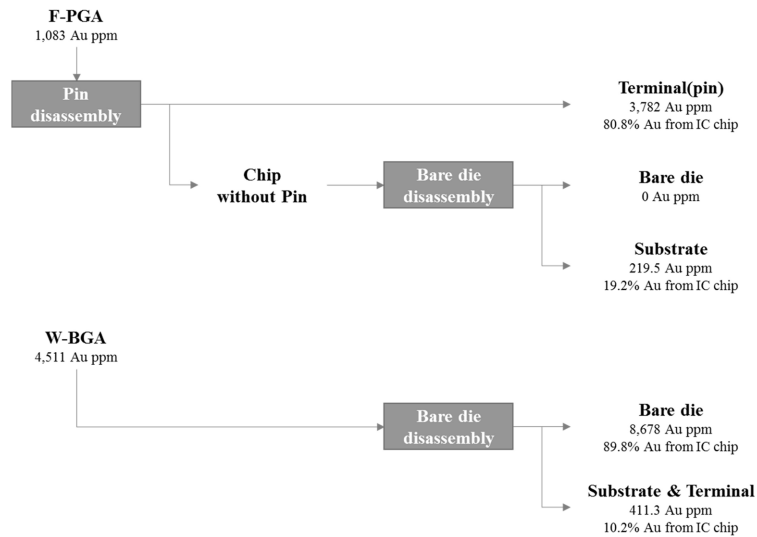 F-PGA
1,083 Au ppm
Pin
disassembly
Terminal(pin)
3,782 Au ppm
80.8% Au from IC chip
Chip
without Pin
Bare die
disassembly
Bare die
0 Au ppm
Substrate
219.5 Au ppm
19.2% Au from IC chip
W-BGA
4,511 Au ppm
Bare die
disassembly
Bare die
8,678 Au ppm
89.8% Au from IC chip
Substrate & Terminal
411.3 Au ppm
10.2% Au from IC chip